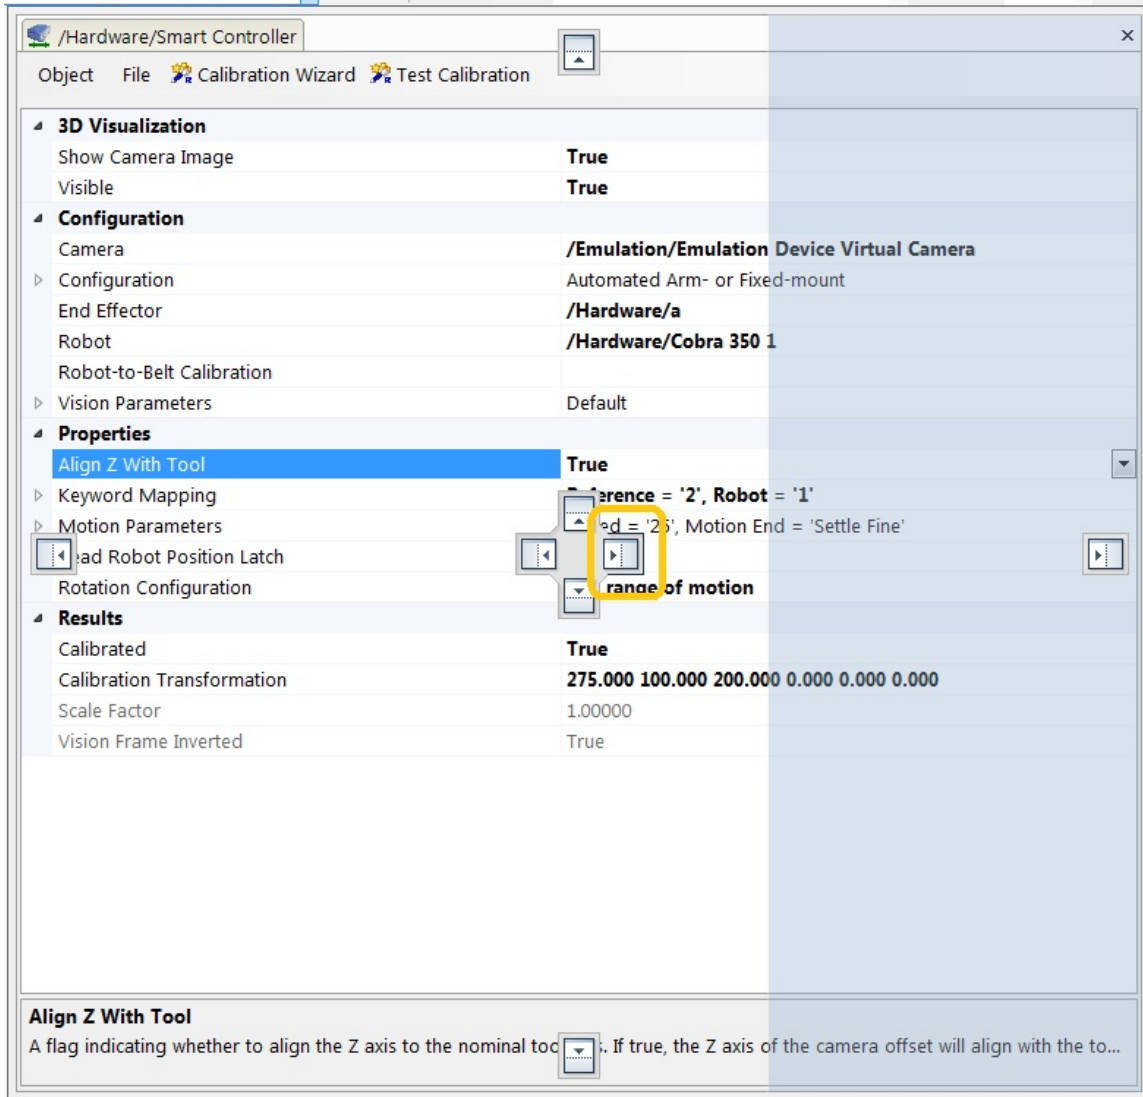 /Hardware/Smart Controller
Object File Calibration Wizard Test Calibration
3D Visualization
Show Camera Image True
Visible True
Configuration
Camera /Emulation/Emulation Device Virtual Camera
Configuration Automated Arm- or Fixed-mount
End Effector /Hardware/a
Robot /Hardware/Cobra 350 1
Robot-to-Belt Calibration
Vision Parameters Default
Properties
Align Z With Tool True
Keyword Mapping Reference = '2', Robot = '1'
Motion Parameters = '25', Motion End = 'Settle Fine'
Robot Position Latch
Rotation Configuration range of motion
Results
Calibrated True
Calibration Transformation 275.000 100.000 200.000 0.000 0.000 0.000
Scale Factor 1.00000
Vision Frame Inverted True
Align Z With Tool
A flag indicating whether to align the Z axis to the nominal . If true, the Z axis of the camera offset will align with the to...